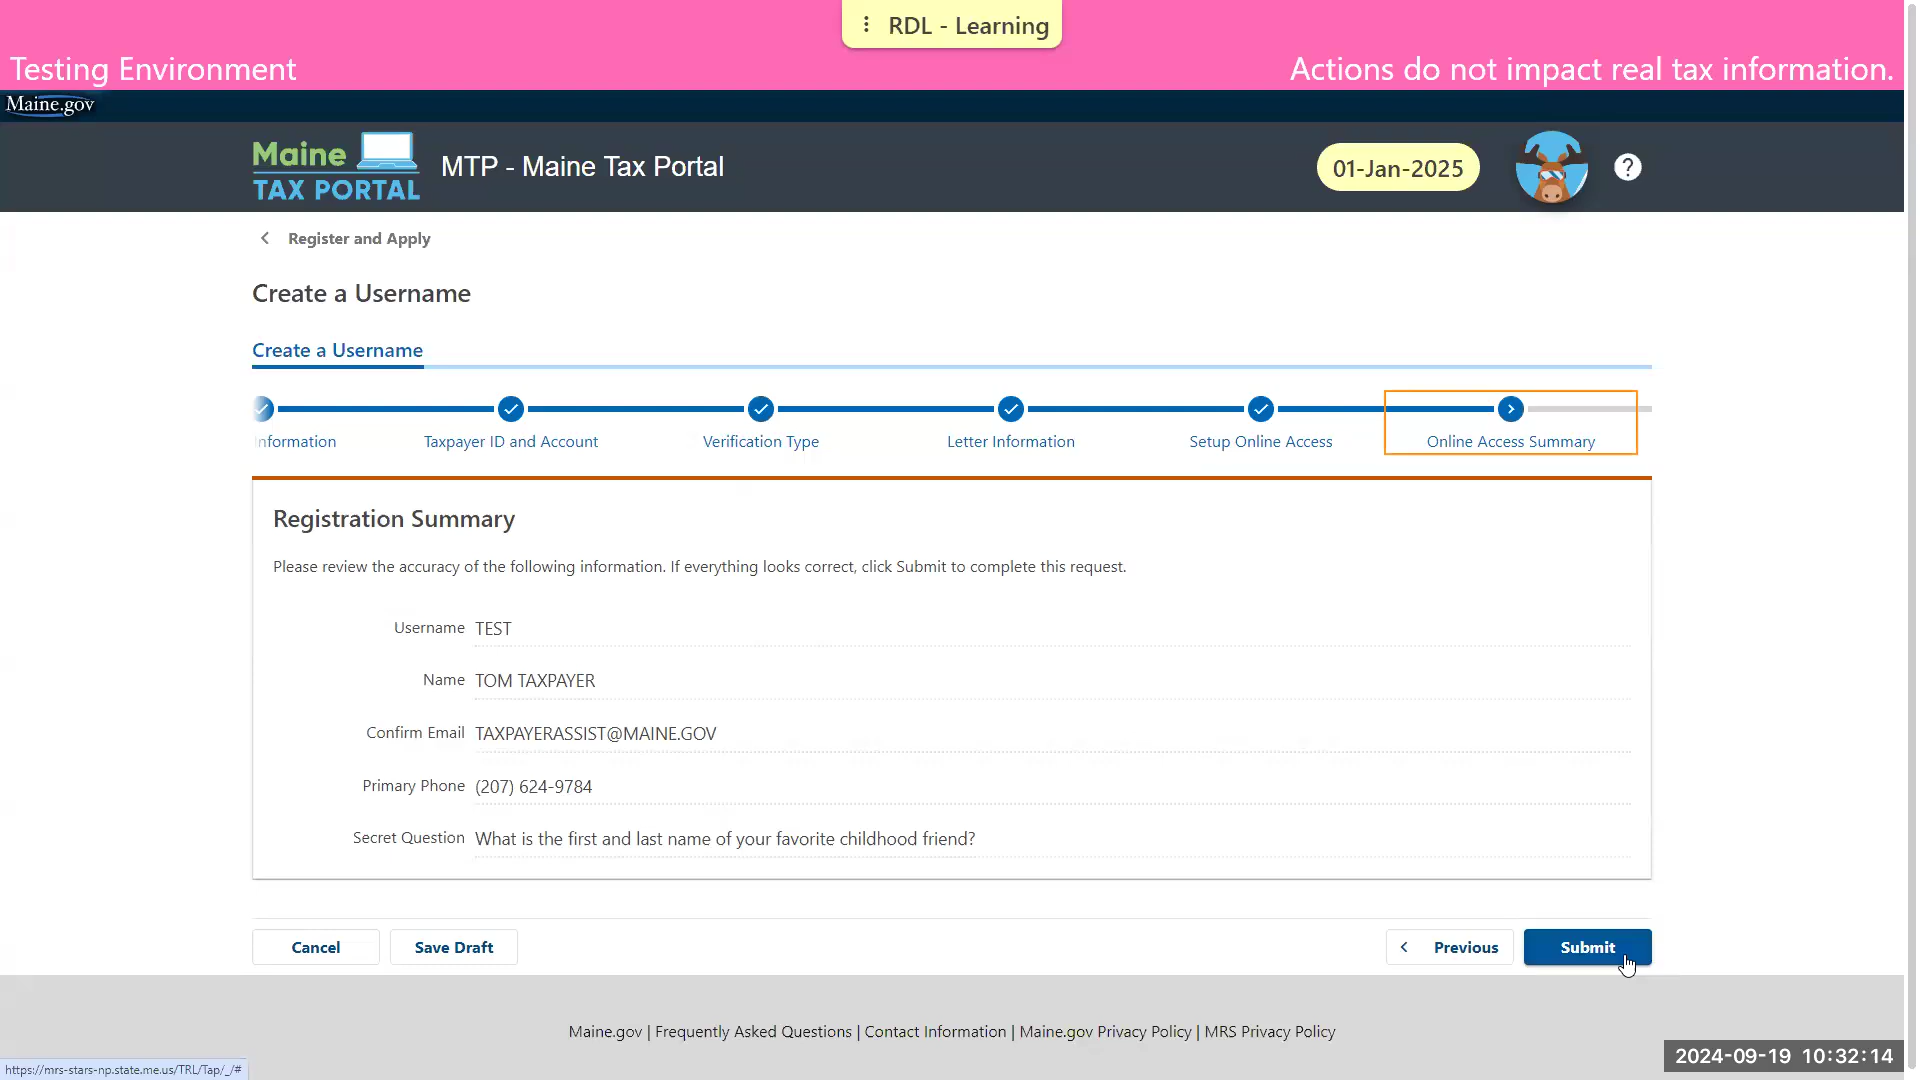 RDL - Learning
Testing Environment
Actions do not impact real tax information.
Maine.gov
Maine
TAX PORTAL
MTP - Maine Tax Portal
01-Jan-2025
?
Register and Apply
Create a Username
Create a Username
Information
Taxpayer ID and Account
Verification Type
Letter Information
Setup Online Access
Online Access Summary
Registration Summary
Please review the accuracy of the following information. If everything looks correct, click Submit to complete this request.
Username TEST
Name TOM TAXPAYER
Confirm Email TAXPAYERASSIST@MAINE.GOV
Primary Phone (207) 624-9784
Secret Question What is the first and last name of your favorite childhood friend?
Cancel
Save Draft
Previous
Submit
Maine.gov | Frequently Asked Questions | Contact Information | Maine.gov Privacy Policy | MRS Privacy Policy
https://mrs-stars-np.state.me.us/TRL/Tap/_/#
2024-09-19 10:32:14